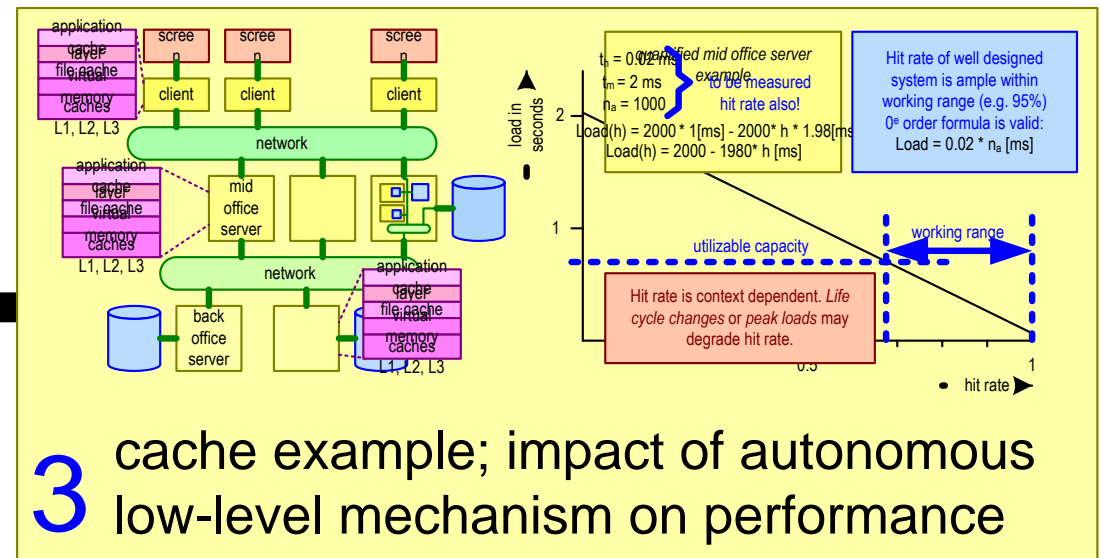 application
cache
layer
file cache
virtual
memory
caches
L1, L2, L3
scree
n
scree
n
scree
n
client
client
client
network
application
cache
layer
file cache
virtual
memory
caches
L1, L2, L3
mid
office
server
network
application
cache
layer
file cache
virtual
memory
caches
L1, L2, L3
back
office
server
load in
seconds
2
1
quantified mid office server
example
tₕ = 0.02 ms
tₘ = 2 ms
nₐ = 1000
to be measured
hit rate also!
Load(h) = 2000 * 1[ms] - 2000* h * 1.98[ms
Load(h) = 2000 - 1980* h [ms]
Hit rate of well designed
system is ample within
working range (e.g. 95%)
0ᵉ order formula is valid:
Load = 0.02 * nₐ [ms]
utilizable capacity
working range
Hit rate is context dependent. Life
cycle changes or peak loads may
degrade hit rate.
0.5
1
hit rate
3
cache example; impact of autonomous
low-level mechanism on performance